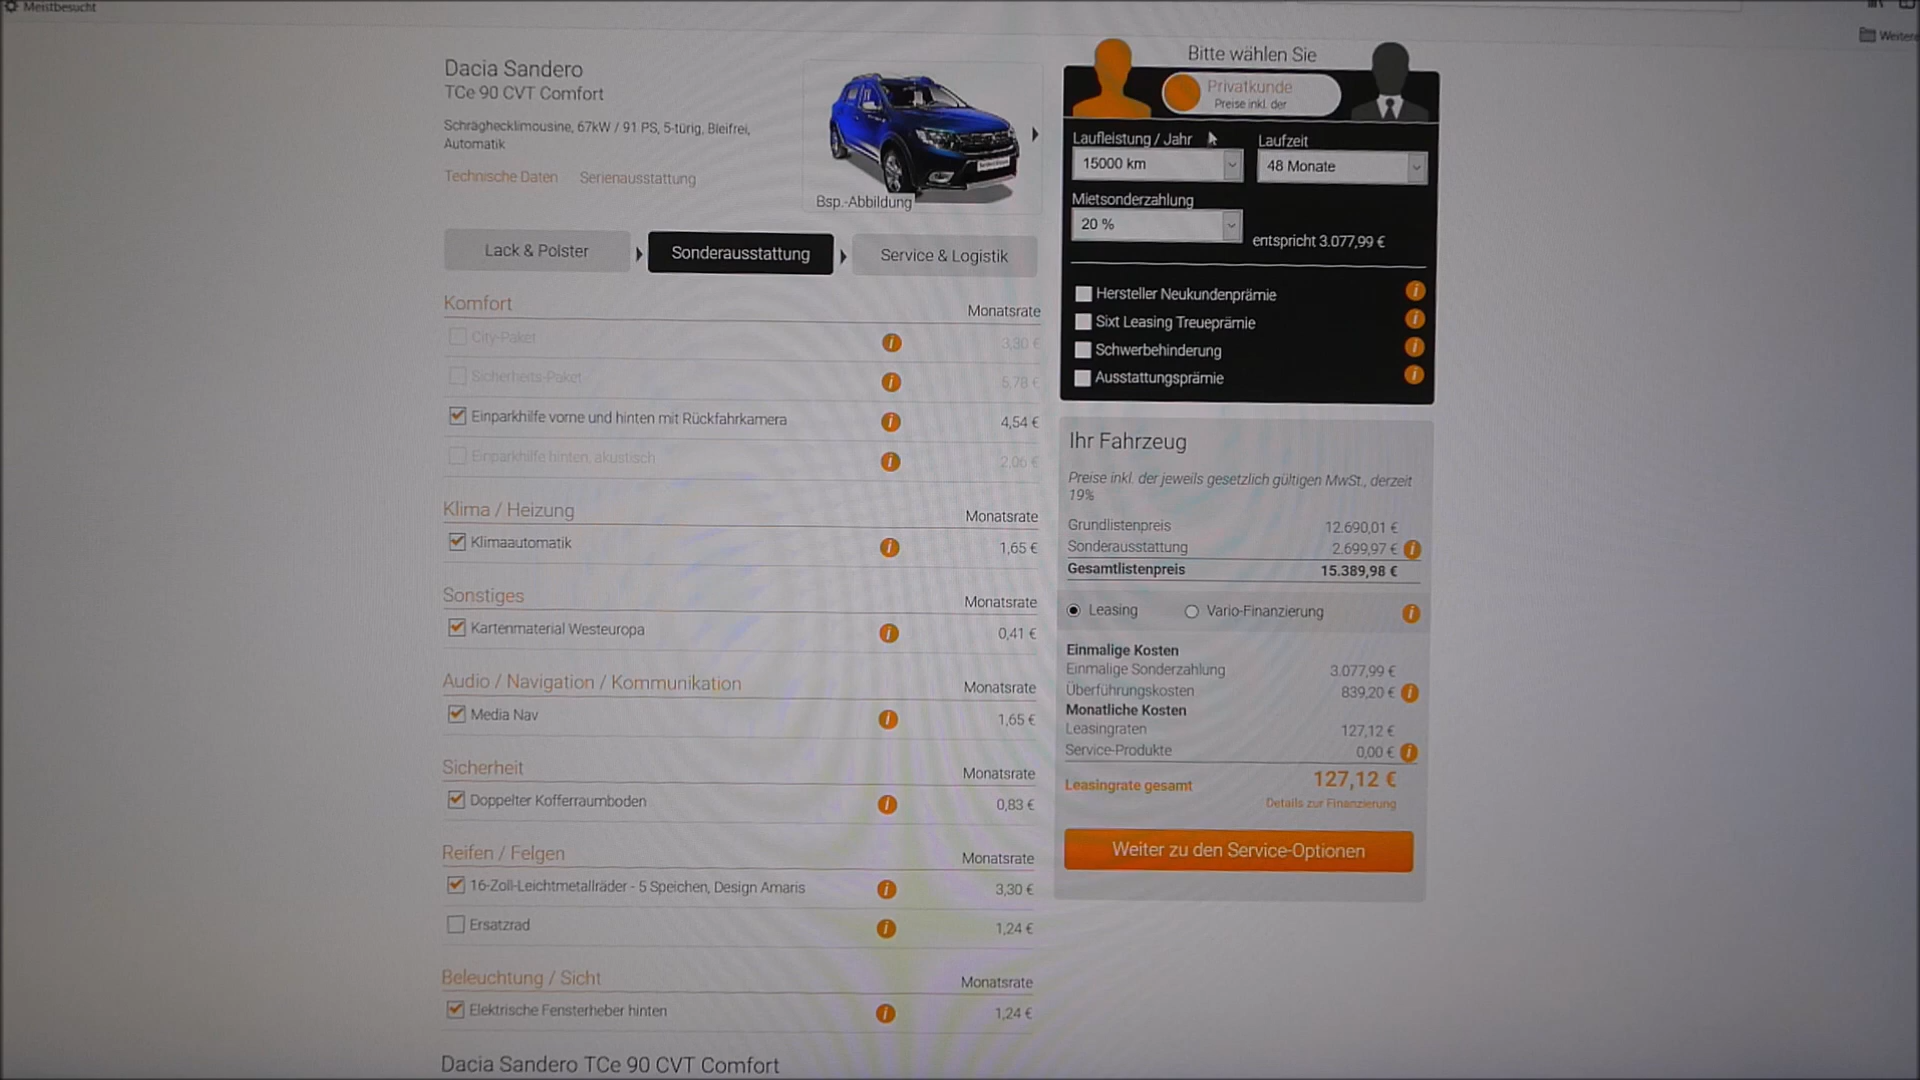 Meistbesucht
Weitere
Dacia Sandero
TCe 90 CVT Comfort
Schräghecklimousine, 67kW / 91 PS, 5-türig, Bleifrei,
Automatik
Technische Daten Serienausstattung
Bsp.-Abbildung
Lack & Polster Sonderausstattung Service & Logistik
Komfort Monatsrate
City-Paket 3,30 €
Sicherheits-Paket 5,78 €
Einparkhilfe vorne und hinten mit Rückfahrkamera 4,54 €
Einparkhilfe hinten, akustisch 2,06 €
Klima / Heizung Monatsrate
Klimaautomatik 1,65 €
Sonstiges Monatsrate
Kartenmaterial Westeuropa 0,41 €
Audio / Navigation / Kommunikation Monatsrate
Media Nav 1,65 €
Sicherheit Monatsrate
Doppelter Kofferraumboden 0,83 €
Reifen / Felgen Monatsrate
16-Zoll-Leichtmetallräder - 5 Speichen, Design Amaris 3,30 €
Ersatzrad 1,24 €
Beleuchtung / Sicht Monatsrate
Elektrische Fensterheber hinten 1,24 €
Dacia Sandero TCe 90 CVT Comfort
Bitte wählen Sie
Privatkunde
Preise inkl. der
Laufleistung / Jahr Laufzeit
15000 km 48 Monate
Mietsonderzahlung
20 % entspricht 3.077,99 €
Hersteller Neukundenprämie
Sixt Leasing Treueprämie
Schwerbehinderung
Ausstattungsprämie
Ihr Fahrzeug
Preise inkl. der jeweils gesetzlich gültigen MwSt., derzeit
19%
Grundlistenpreis 12.690,01 €
Sonderausstattung 2.699,97 €
Gesamtlistenpreis 15.389,98 €
Leasing Vario-Finanzierung
Einmalige Kosten
Einmalige Sonderzahlung 3.077,99 €
Überführungskosten 839,20 €
Monatliche Kosten
Leasingraten 127,12 €
Service-Produkte 0,00 €
Leasingrate gesamt 127,12 €
Details zur Finanzierung
Weiter zu den Service-Optionen